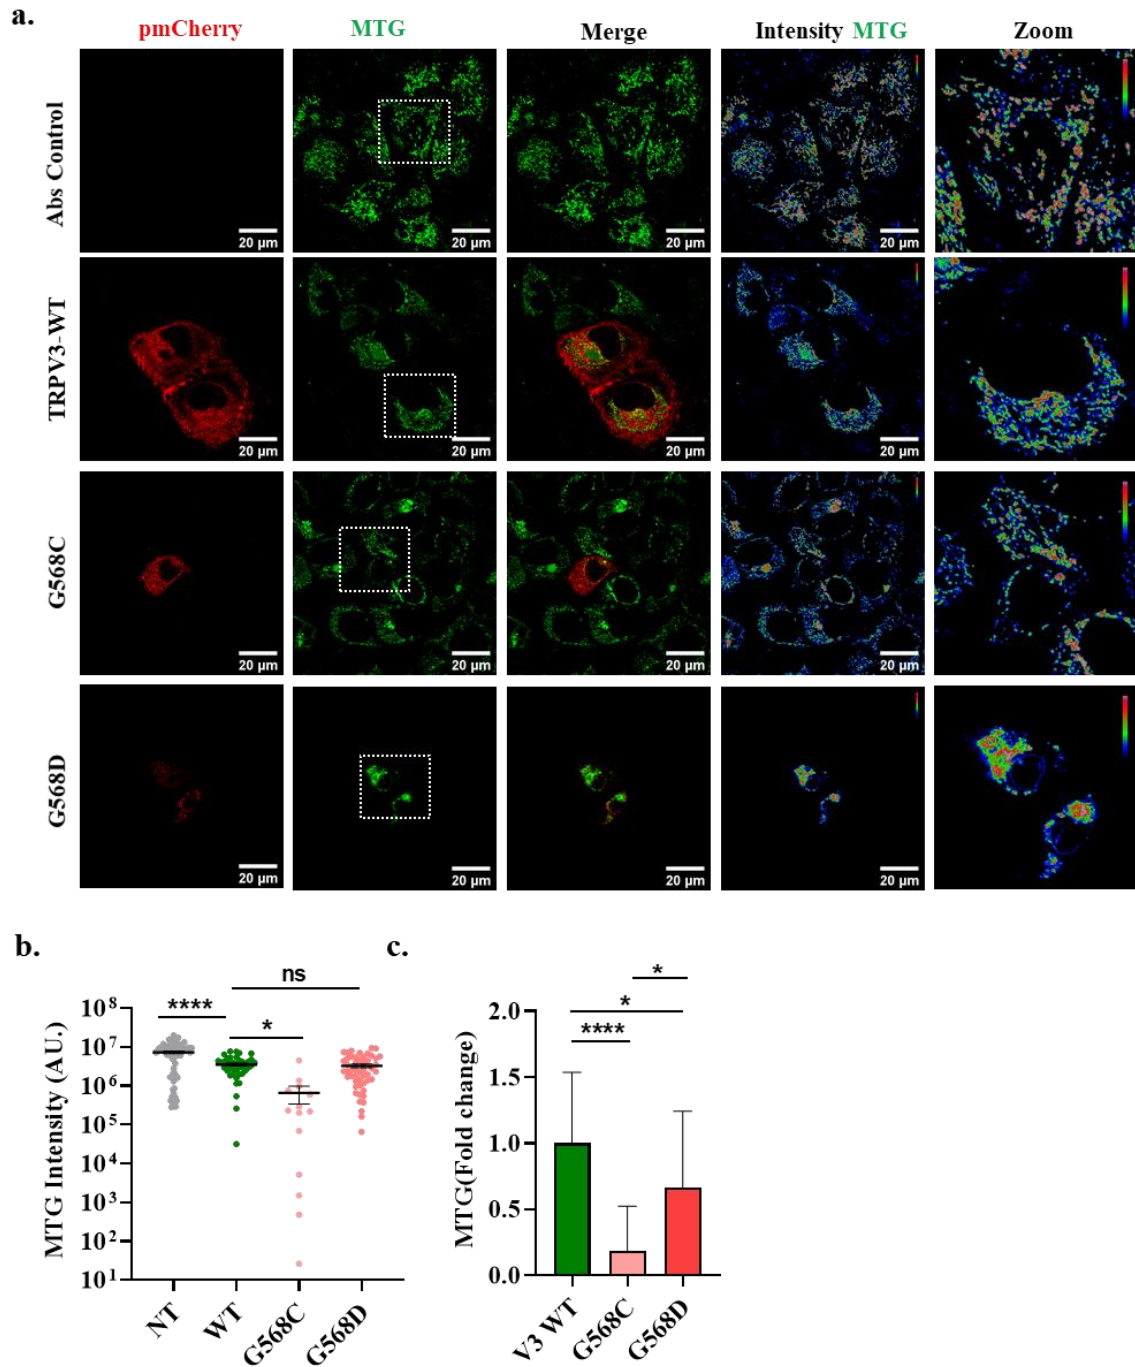 a.
pmCherry MTG Merge Intensity MTG Zoom
Abs Control
20 µm 20 µm 20 µm 20 µm
TRPV3-WT
20 µm 20 µm 20 µm 20 µm
G568C
20 µm 20 µm 20 µm 20 µm
G568D
20 µm 20 µm 20 µm 20 µm
b.
ns
****
*
MTG Intensity (AU.)
10⁸
10⁷
10⁶
10⁵
10⁴
10³
10²
10¹
NT WT G568C G568D
c.
*
*
****
MTG(Fold change)
2.0
1.5
1.0
0.5
0.0
V3 WT G568C G568D